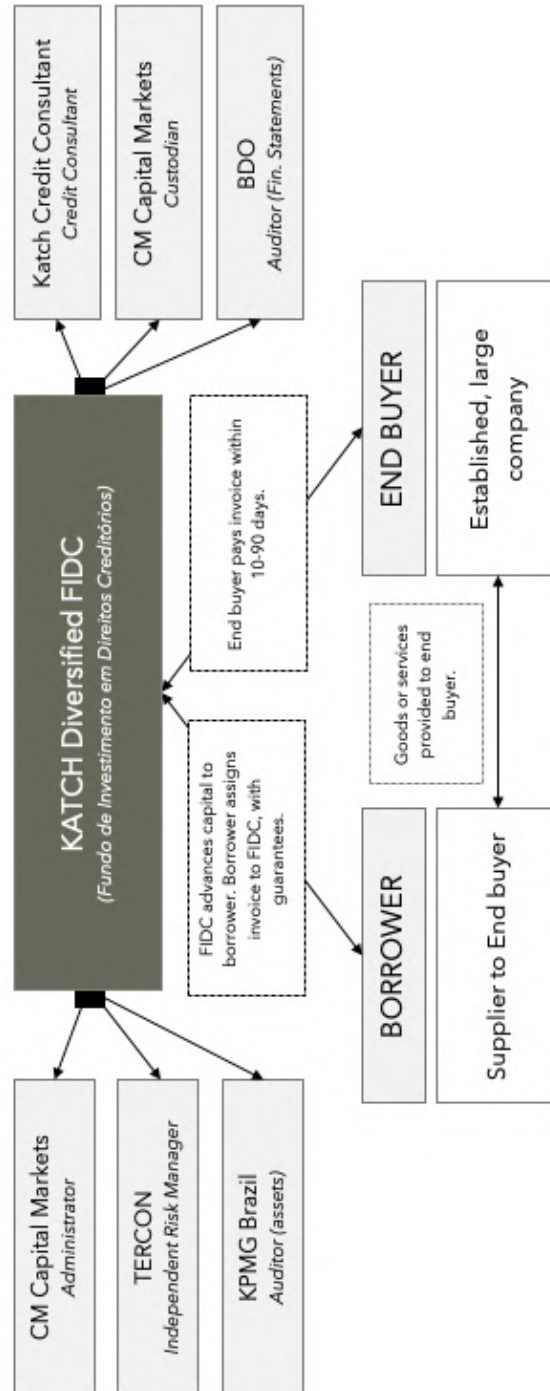 KATCH Diversified FIDC
(Fundo de Investimento em Direitos Creditórios)
CM Capital Markets
Administrator
TERCON
Independent Risk Manager
KPMG Brazil
Auditor (assets)
Katch Credit Consultant
Credit Consultant
CM Capital Markets
Custodian
BDO
Auditor (Fin. Statements)
FIDC advances capital to
borrower. Borrower assigns
invoice to FIDC, with
guarantees.
End buyer pays invoice within
10-90 days.
BORROWER
Supplier to End buyer
Goods or services
provided to end
buyer.
END BUYER
Established, large
company